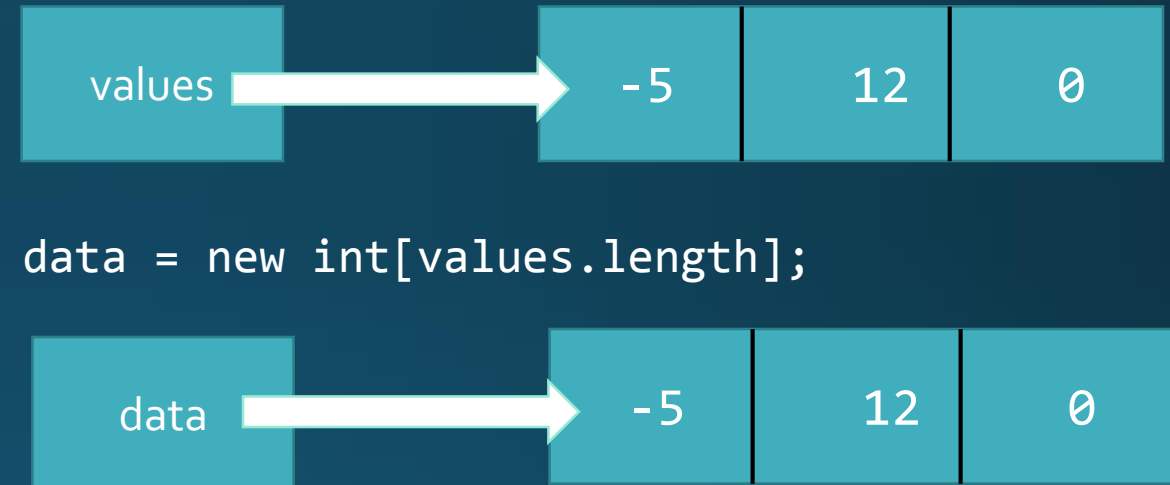 values -5 12 0
data = new int[values.length];
data -5 12 0